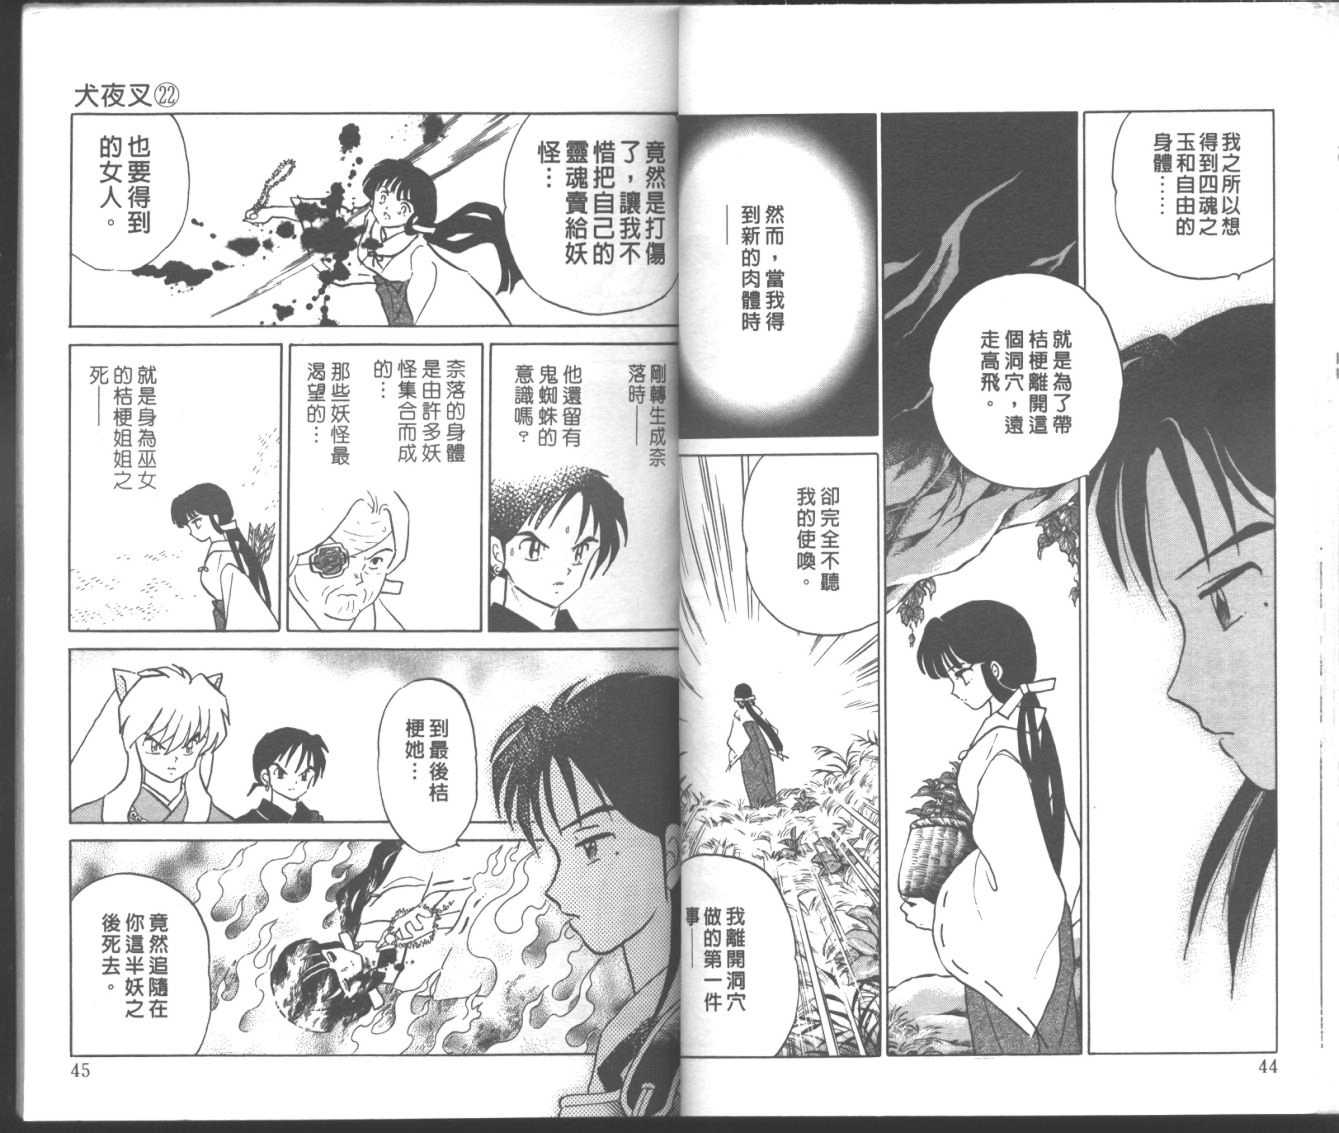 我之所以想
得到四魂之
玉和自由的
身體……
就是為了帶
桔梗離開這
個洞穴，遠
走高飛。
然而，當我得
到新的肉體時
——
卻完全不聽
我的使喚。
我離開洞穴
做的第一件
事——
44
犬夜叉㉒
竟然是打傷
了，讓我不
惜把自己的
靈魂賣給妖
怪…
也要得到
的女人。
剛轉生成奈
落時——
他還留有
鬼蜘蛛的
意識嗎？
奈落的身體
是由許多妖
怪集合而成
的…
那些妖怪最
渴望的…
就是身為巫女
的桔梗姐姐之
死——
到最後桔
梗她…
竟然追隨在
你這半妖之
後死去。
45